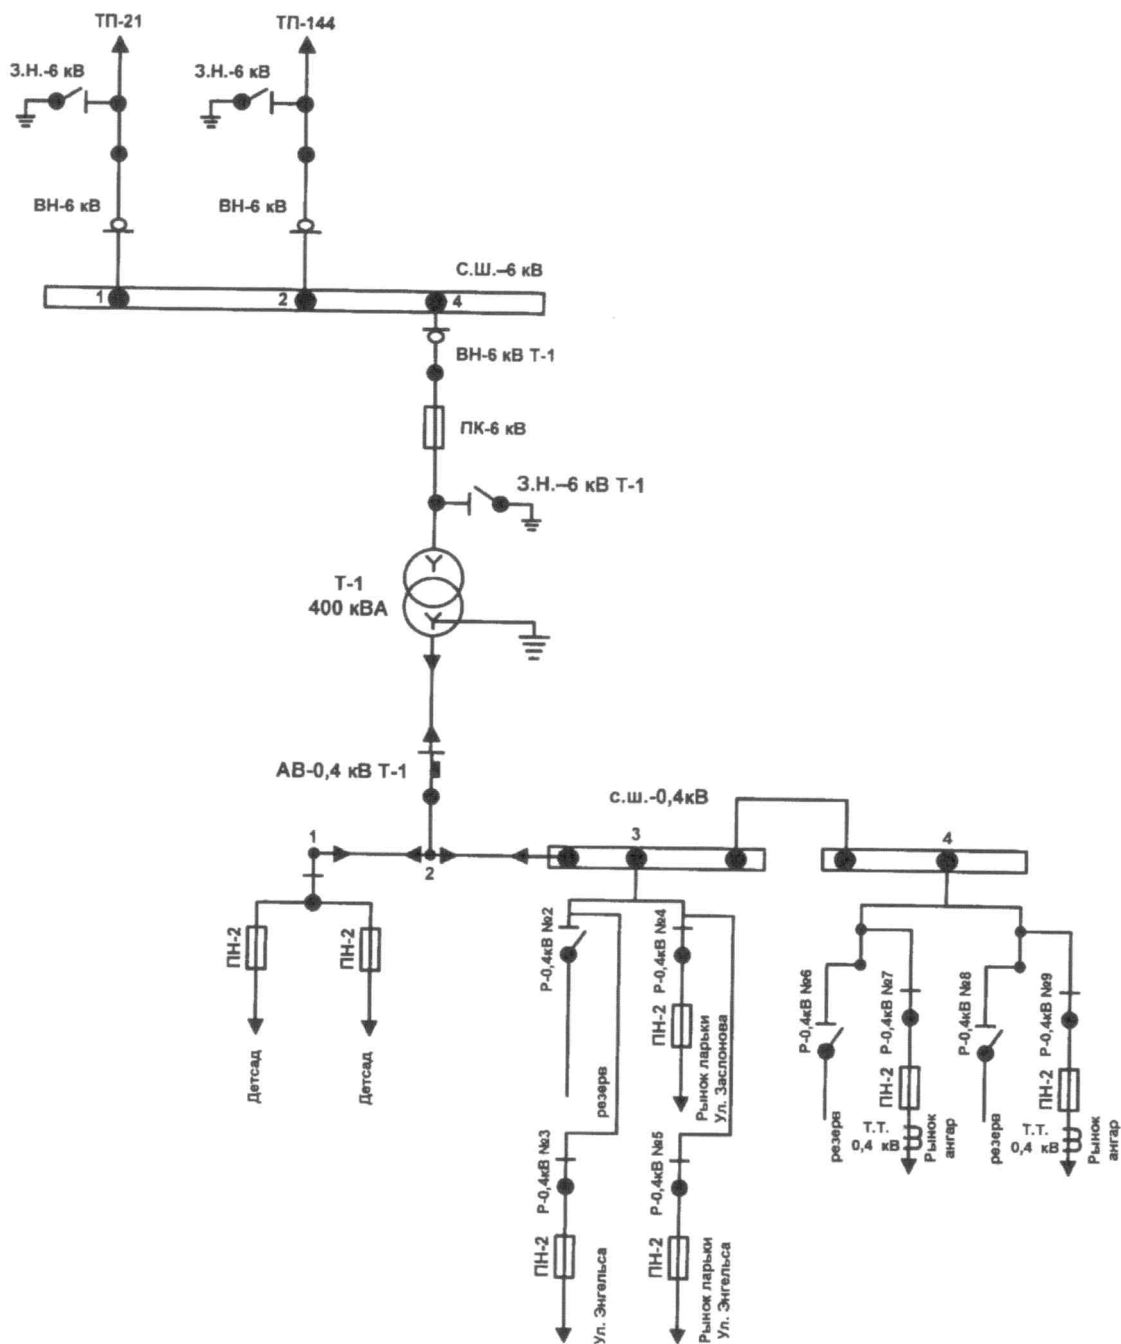 ТП-21
ТП-144
З.Н.-6 кВ
З.Н.-6 кВ
ВН-6 кВ
ВН-6 кВ
С.Ш.–6 кВ
1
2
4
ВН-6 кВ Т-1
ПК-6 кВ
З.Н.–6 кВ Т-1
Т-1
400 кВА
АВ-0,4 кВ Т-1
с.ш.-0,4кВ
1
2
3
4
ПН-2
ПН-2
Детсад
Детсад
Р-0,4кВ №2
резерв
Р-0,4кВ №4
ПН-2
Рынок ларьки
Ул. Заслонова
Р-0,4кВ №3
ПН-2
Ул. Энгельса
Р-0,4кВ №5
ПН-2
Рынок ларьки
Ул. Энгельса
Р-0,4кВ №6
резерв
Р-0,4кВ №7
ПН-2
Т.Т.
0,4 кВ
Рынок
ангар
Р-0,4кВ №8
резерв
Р-0,4кВ №9
ПН-2
Т.Т.
0,4 кВ
Рынок
ангар